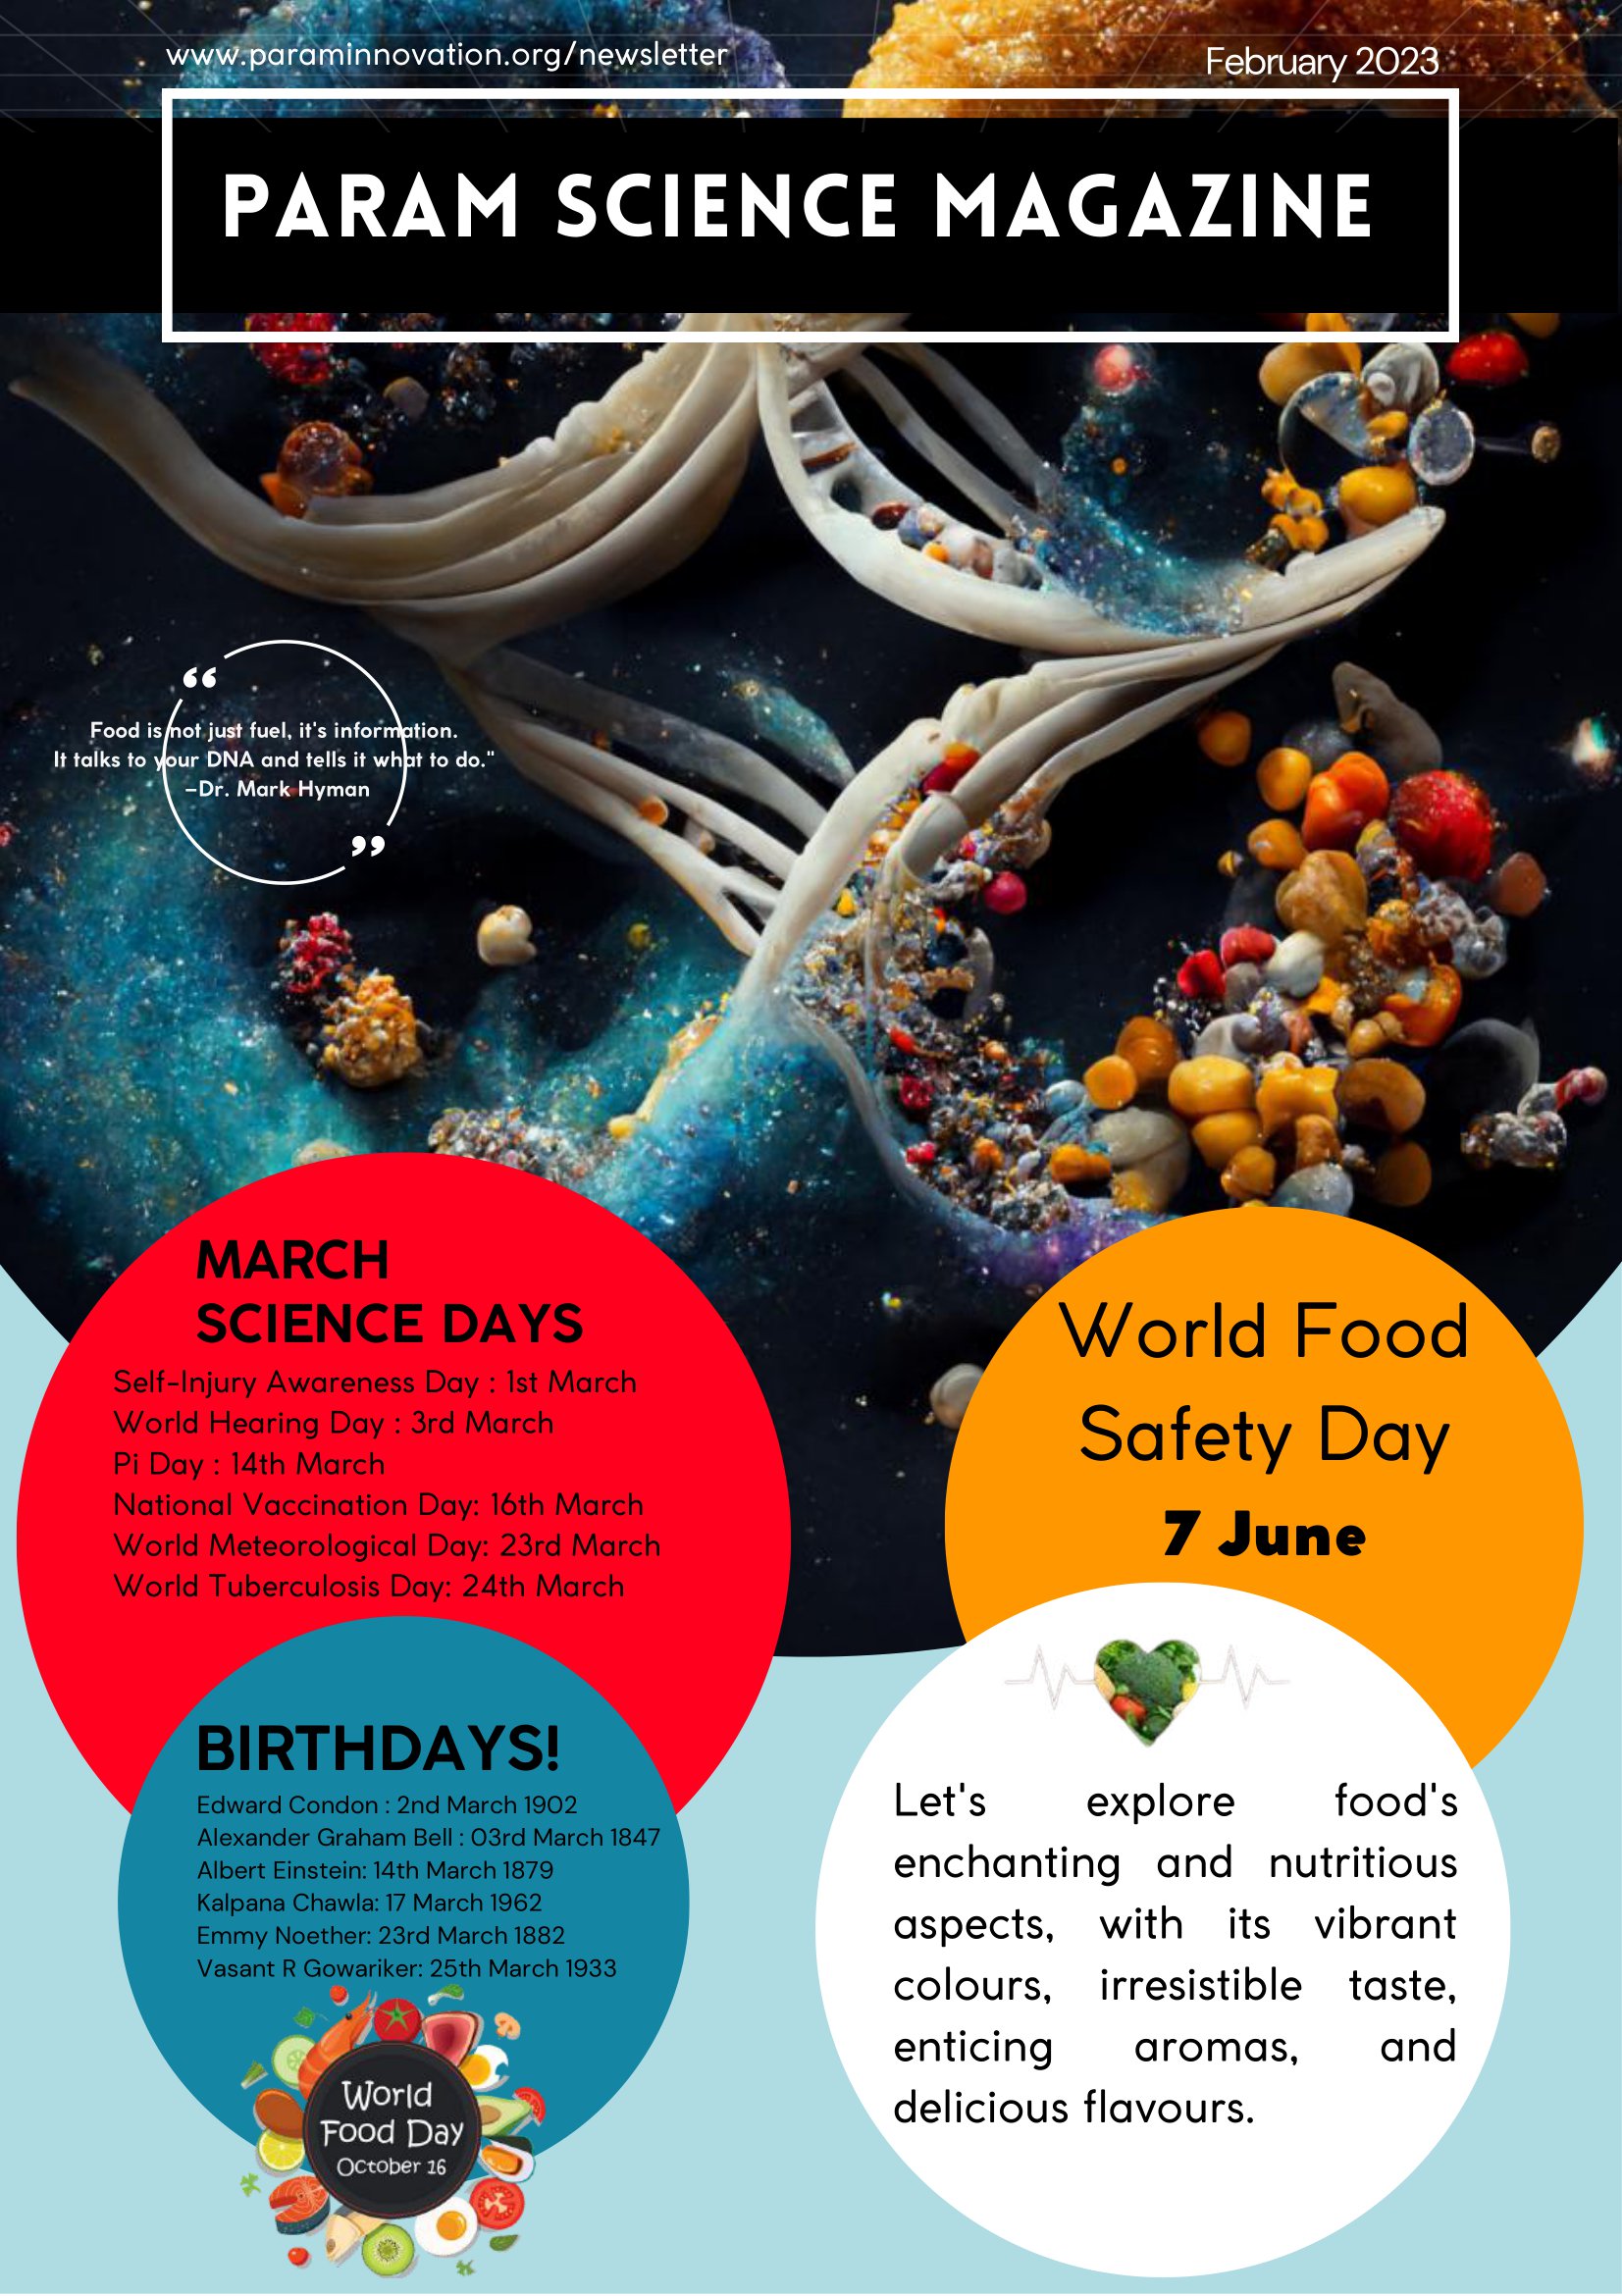 www.paraminnovation.org/newsletter
February 2023
PARAM SCIENCE MAGAZINE
“
Food is not just fuel, it's information.
It talks to your DNA and tells it what to do."
–Dr. Mark Hyman
”
MARCH
SCIENCE DAYS
Self-Injury Awareness Day : 1st March
World Hearing Day : 3rd March
Pi Day : 14th March
National Vaccination Day: 16th March
World Meteorological Day: 23rd March
World Tuberculosis Day: 24th March
World Food
Safety Day
7 June
BIRTHDAYS!
Edward Condon : 2nd March 1902
Alexander Graham Bell : 03rd March 1847
Albert Einstein: 14th March 1879
Kalpana Chawla: 17 March 1962
Emmy Noether: 23rd March 1882
Vasant R Gowariker: 25th March 1933
World
Food Day
October 16
Let's explore food's
enchanting and nutritious
aspects, with its vibrant
colours, irresistible taste,
enticing aromas, and
delicious flavours.